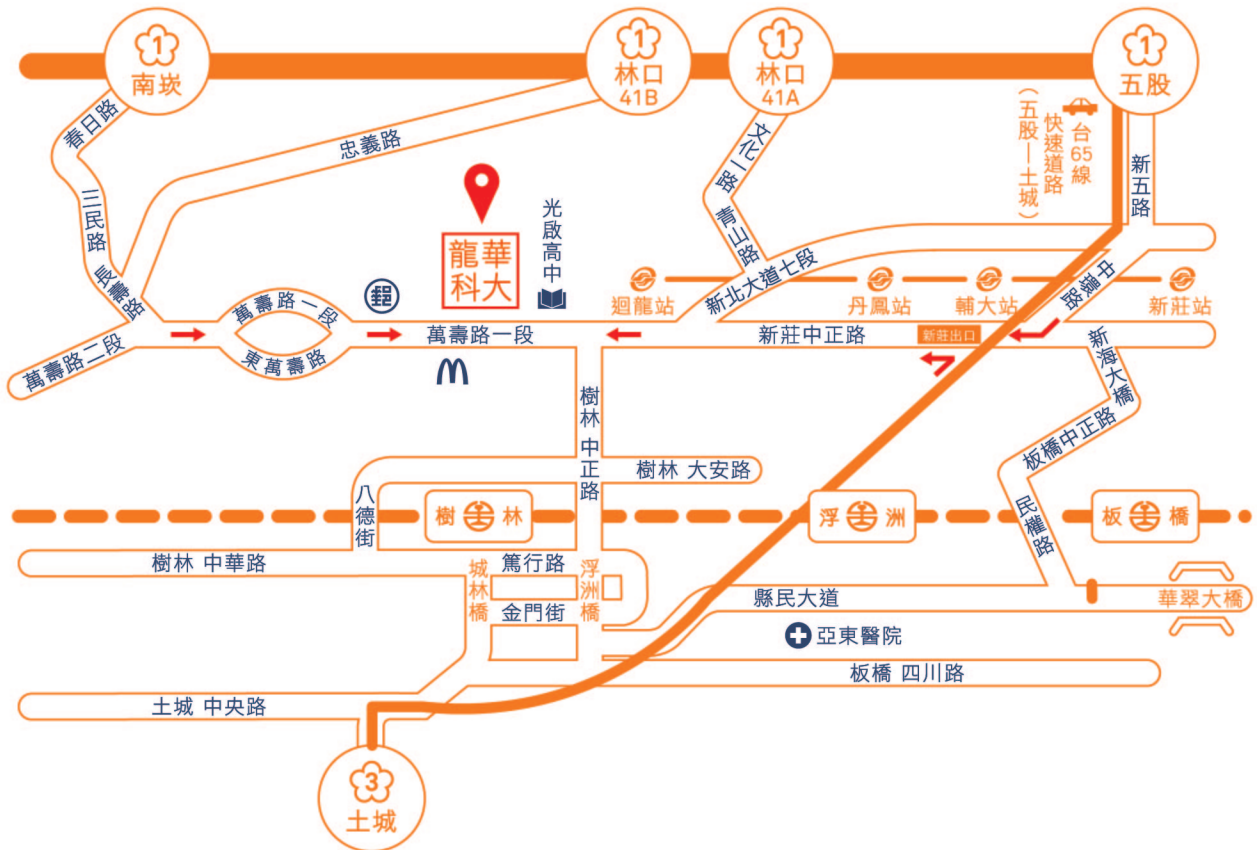 1
南崁
1
林口
41B
1
林口
41A
1
五股
台65線
快速道路
（五股－土城）
春日路
忠義路
文化一路
新五路
三民路
光啟高中
青山路
龍華
科大
長壽路
郵
迴龍站
新北大道七段
丹鳳站
輔大站
中華路
新莊站
萬壽路一段
萬壽路一段
新莊中正路
新莊出口
萬壽路二段
東萬壽路
新海大橋
樹林 中正路
板橋中正路
樹林 大安路
八德街
樹 林
浮 洲
民權路
板 橋
樹林 中華路
城林橋
篤行路
浮洲橋
金門街
縣民大道
華翠大橋
亞東醫院
板橋 四川路
土城 中央路
3
土城